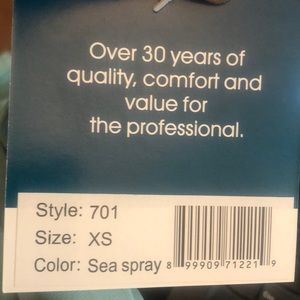 Over 30 years of
quality, comfort and
value for
the professional.
Style: 701
Size: XS
Color: Sea spray
8 99909 71221 9